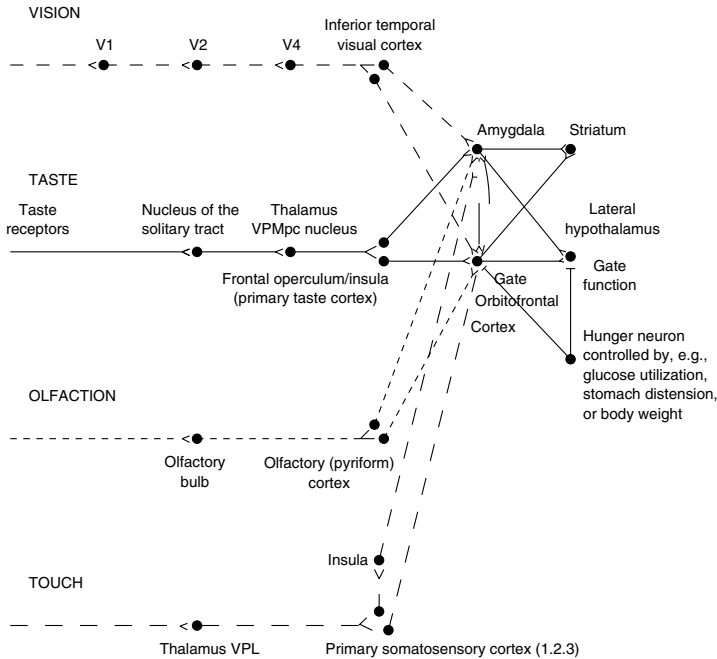 VISION
V1
V2
V4
Inferior temporal
visual cortex
Amygdala
Striatum
TASTE
Taste
receptors
Nucleus of the
solitary tract
Thalamus
VPMpc nucleus
Frontal operculum/insula
(primary taste cortex)
Lateral
hypothalamus
Gate
function
Gate
Orbitofrontal
Cortex
Hunger neuron
controlled by, e.g.,
glucose utilization,
stomach distension,
or body weight
OLFACTION
Olfactory
bulb
Olfactory (pyriform)
cortex
Insula
TOUCH
Thalamus VPL
Primary somatosensory cortex (1.2.3)